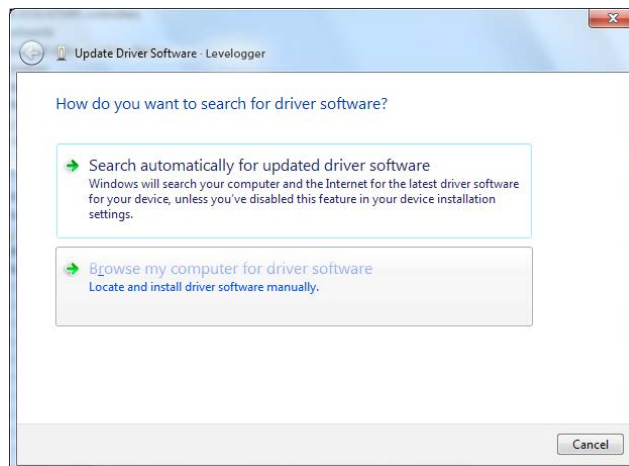 Update Driver Software - Levelogger
How do you want to search for driver software?
Search automatically for updated driver software
Windows will search your computer and the Internet for the latest driver software
for your device, unless you've disabled this feature in your device installation
settings.
Browse my computer for driver software
Locate and install driver software manually.
Cancel